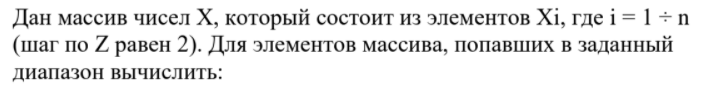 Дан массив чисел X, который состоит из элементов Xi, где i = 1 ÷ n
(шаг по Z равен 2). Для элементов массива, попавших в заданный
диапазон вычислить: